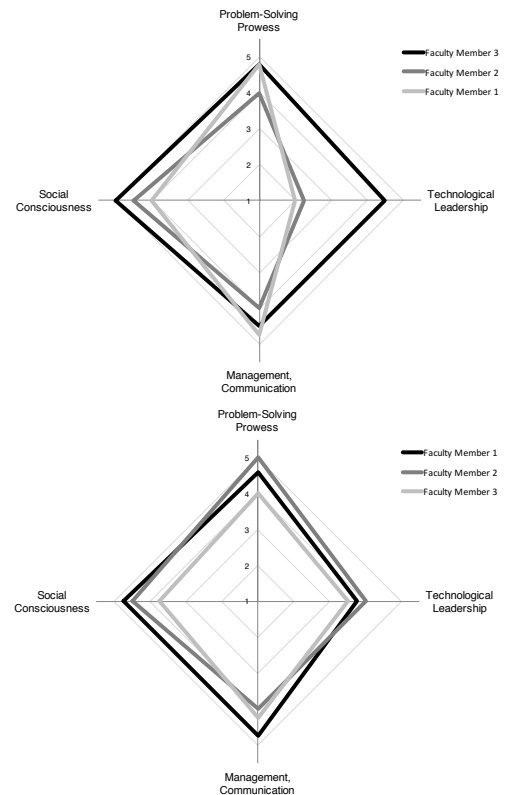 Problem-Solving
Prowess
Faculty Member 3
Faculty Member 2
Faculty Member 1
5
4
3
2
1
Social
Consciousness
Technological
Leadership
Management,
Communication
Problem-Solving
Prowess
Faculty Member 1
Faculty Member 2
Faculty Member 3
5
4
3
2
1
Social
Consciousness
Technological
Leadership
Management,
Communication